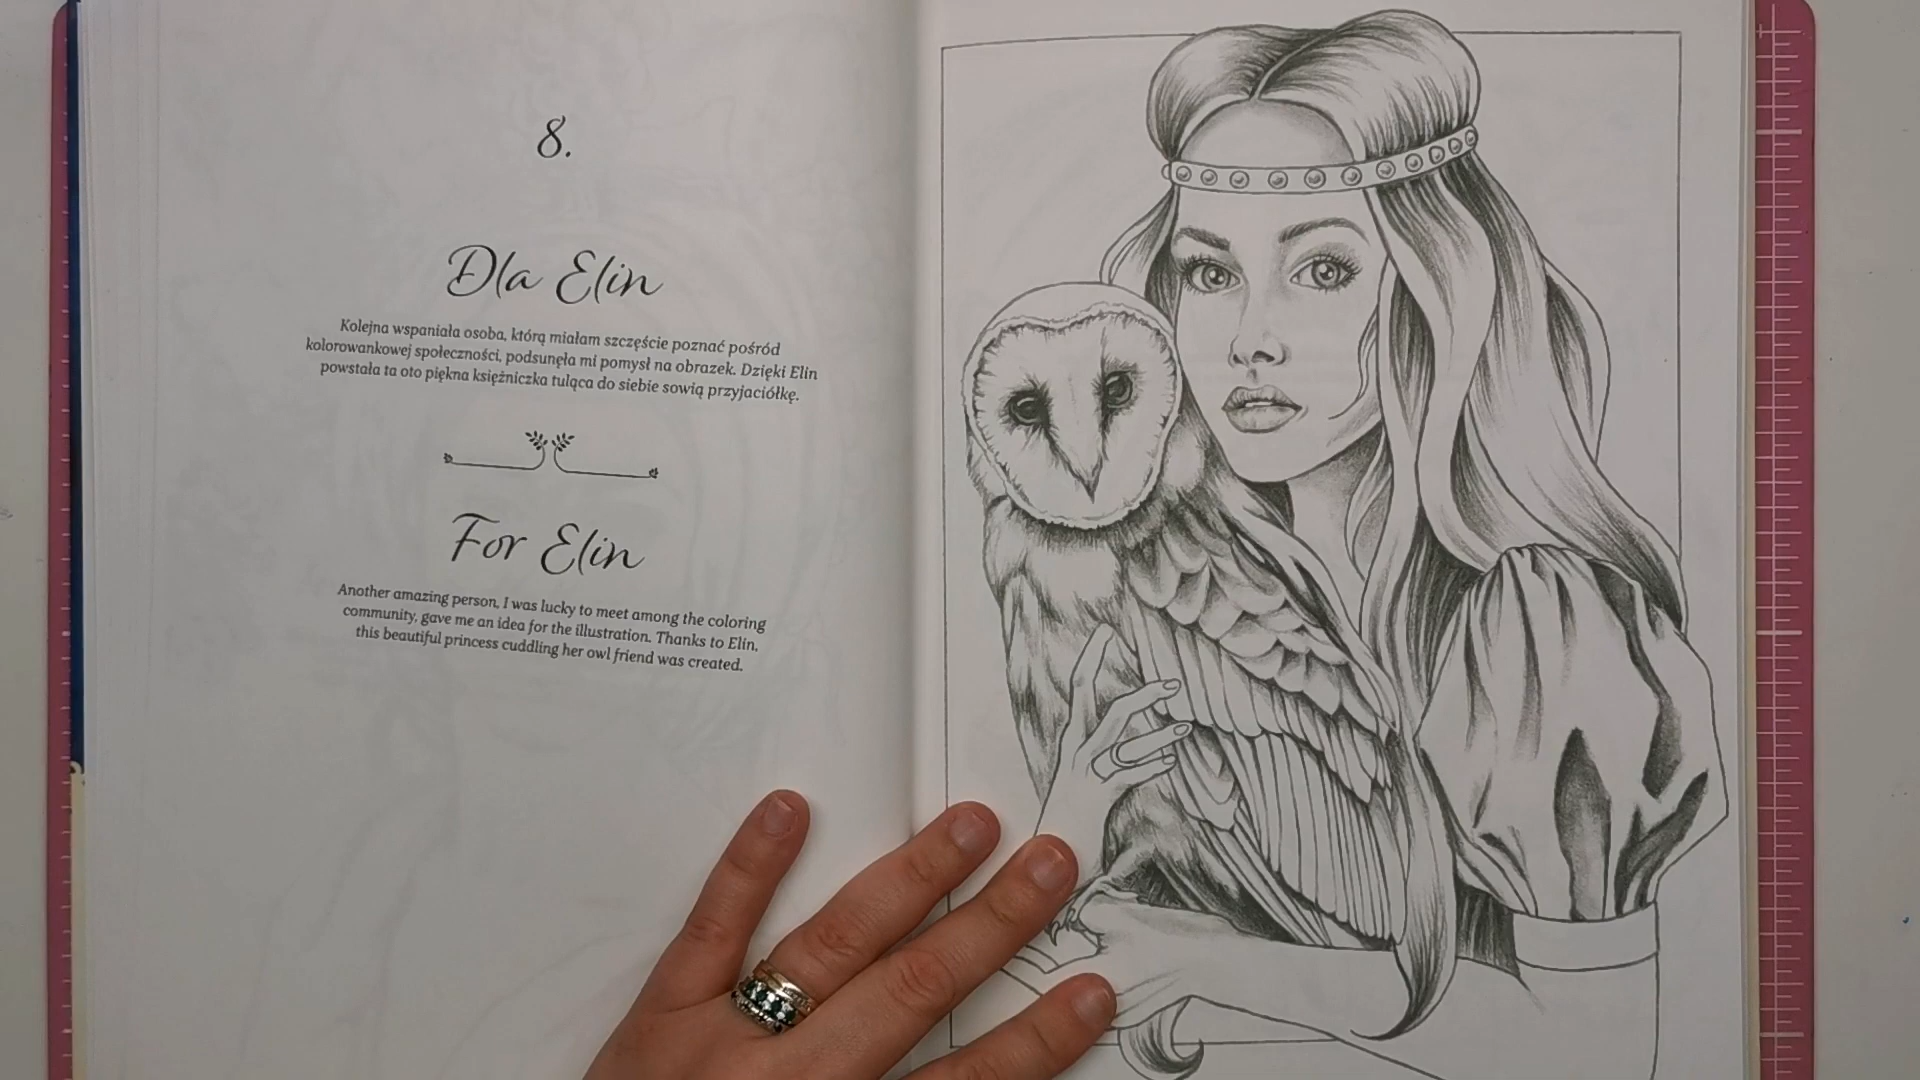 8.
Dla Elin
Kolejna wspaniała osoba, którą miałam szczęście poznać pośród
kolorowankowej społeczności, podsunęła mi pomysł na obrazek. Dzięki Elin
powstała ta oto piękna księżniczka tuląca do siebie sowią przyjaciółkę.
For Elin
Another amazing person, I was lucky to meet among the coloring
community, gave me an idea for the illustration. Thanks to Elin,
this beautiful princess cuddling her owl friend was created.